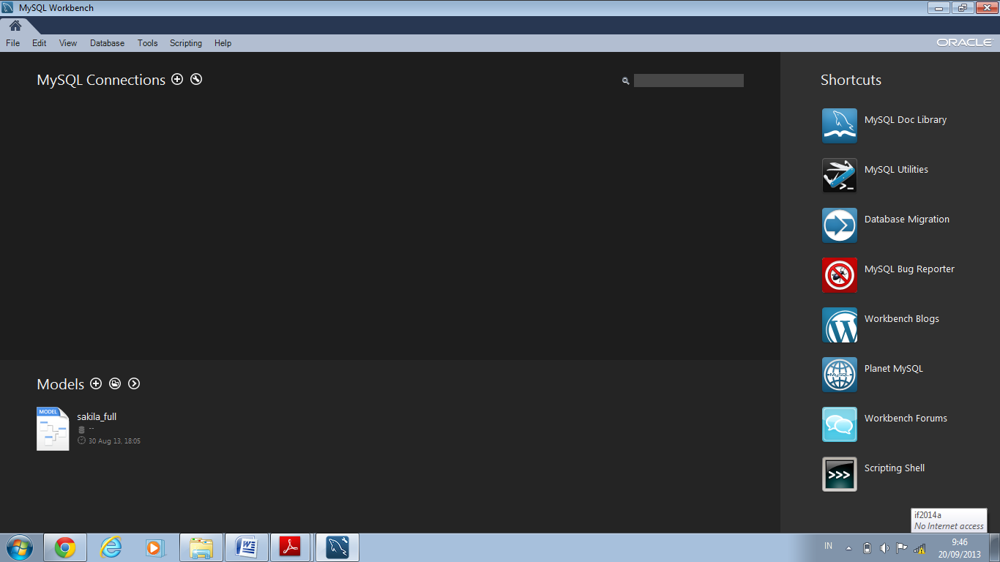 MySQL Workbench
File Edit View Database Tools Scripting Help
ORACLE
MySQL Connections
Shortcuts
MySQL Doc Library
MySQL Utilities
>_
Database Migration
MySQL Bug Reporter
Workbench Blogs
W
Planet MySQL
MySQL
Workbench Forums
Scripting Shell
>>>
Models
MODEL
sakila_full
--
30 Aug 13, 18:05
if2014a
No Internet access
IN
9:46
20/09/2013